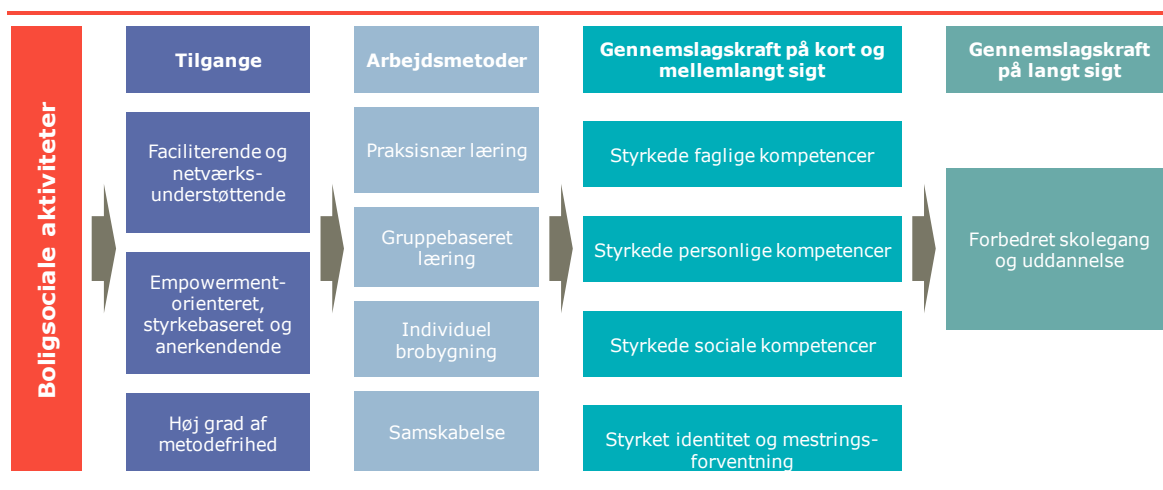 Boligsociale aktiviteter
Tilgange
Faciliterende og
netværks-
understøttende
Empowerment-
orienteret,
styrkebaseret og
anerkendende
Høj grad af
metodefrihed
Arbejdsmetoder
Praksisnær læring
Gruppebaseret
læring
Individuel
brobygning
Samskabelse
Gennemslagskraft på kort og
mellemlangt sigt
Styrkede faglige kompetencer
Styrkede personlige kompetencer
Styrkede sociale kompetencer
Styrket identitet og mestrings-
forventning
Gennemslagskraft
på langt sigt
Forbedret skolegang
og uddannelse